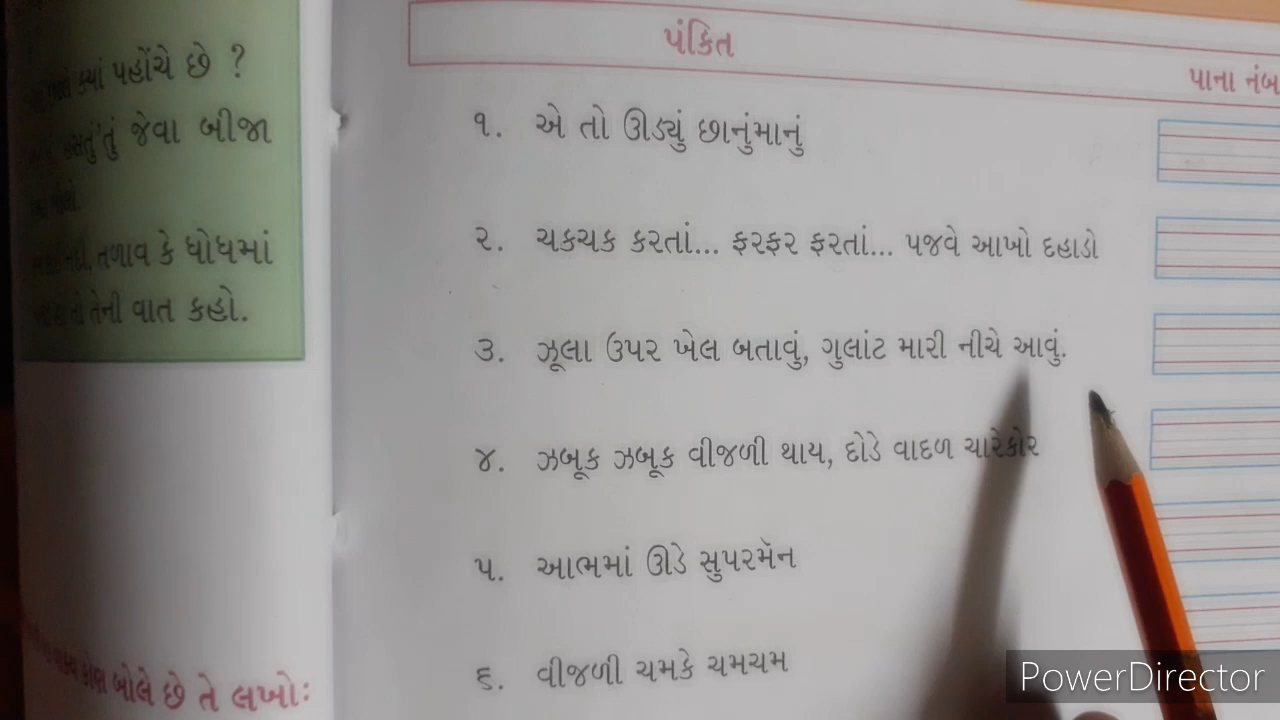 ક્યાં પહોંચે છે ?
હસતું'તું જેવા બીજા
તળાવ કે ધોધમાં
તેની વાત કહો.
કોણ બોલે છે તે લખો:
પંક્તિ
પાના નંબ
૧. એ તો ઊડ્યું છાનુંમાનું
૨. ચકચક કરતાં... ફરફર ફરતાં... પજવે આખો દહાડો
૩. ઝૂલા ઉપર ખેલ બતાવું, ગુલાંટ મારી નીચે આવું.
૪. ઝબૂક ઝબૂક વીજળી થાય, દોડે વાદળ ચારેકોર
૫. આભમાં ઊડે સુપરમૅન
૬. વીજળી ચમકે ચમચમ
PowerDirector